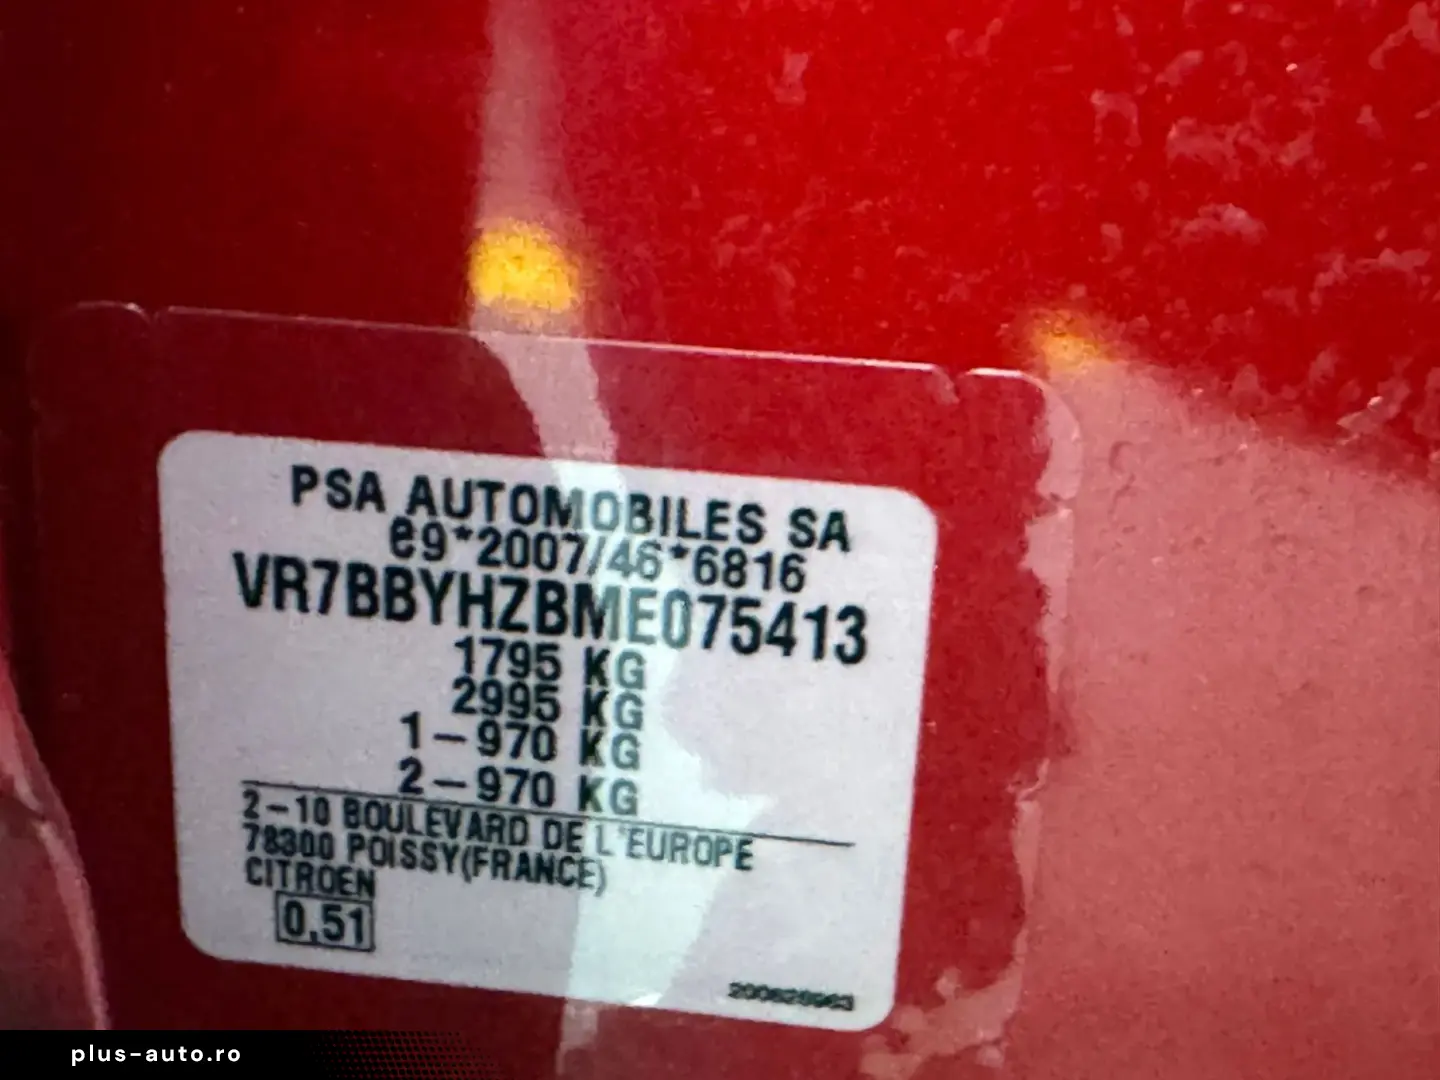 PSA AUTOMOBILES SA
e9*2007/46*6816
VR7BBYHZBME075413
1795 KG
2995 KG
1-970 KG
2-970 KG
2-10 BOULEVARD DE L'EUROPE
78300 POISSY(FRANCE)
CITROEN
0,51
plus-auto.ro